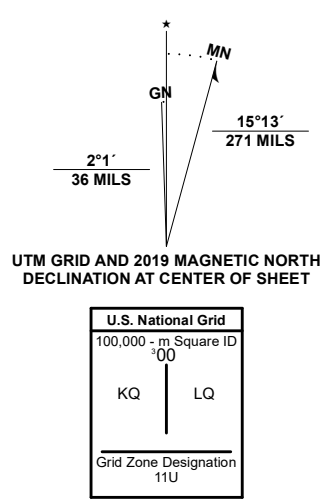 ★
MN
GN
15°13´
271 MILS
2°1´
36 MILS
UTM GRID AND 2019 MAGNETIC NORTH
DECLINATION AT CENTER OF SHEET
U.S. National Grid
100,000 - m Square ID
³00
KQ LQ
Grid Zone Designation
11U